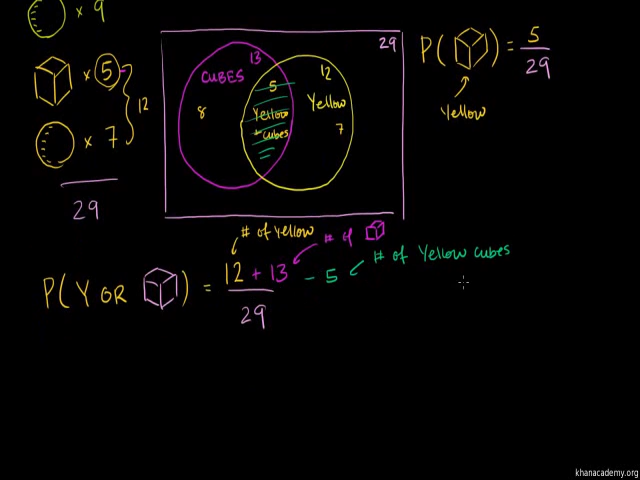 × 9
× 5
12
× 7
29
29
13
CUBES
8
5
Yellow
+ cubes
12
Yellow
7
P( ) = 5/29
Yellow
# of Yellow
# of
# of Yellow cubes
P( Y OR ) = 12 + 13 - 5
29
khanacademy.org